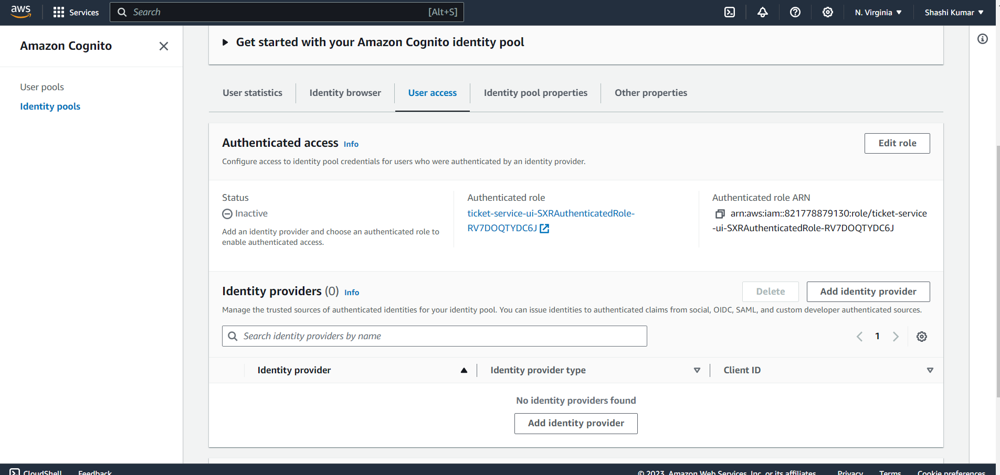 aws
Services
Search
[Alt+S]
N. Virginia
Shashi Kumar
Amazon Cognito
User pools
Identity pools
Get started with your Amazon Cognito identity pool
User statistics
Identity browser
User access
Identity pool properties
Other properties
Authenticated access Info
Edit role
Configure access to identity pool credentials for users who were authenticated by an identity provider.
Status
Inactive
Add an identity provider and choose an authenticated role to
enable authenticated access.
Authenticated role
ticket-service-ui-SXRAuthenticatedRole-
RV7DOQTYDC6J
Authenticated role ARN
arn:aws:iam::821778879130:role/ticket-service
-ui-SXRAuthenticatedRole-RV7DOQTYDC6J
Identity providers (0) Info
Delete
Add identity provider
Manage the trusted sources of authenticated identities for your identity pool. You can issue identities to authenticated claims from social, OIDC, SAML, and custom developer authenticated sources.
Search identity providers by name
1
Identity provider
Identity provider type
Client ID
No identity providers found
Add identity provider
CloudShell
Feedback
© 2023, Amazon Web Services, Inc. or its affiliates.
Privacy
Terms
Cookie preferences